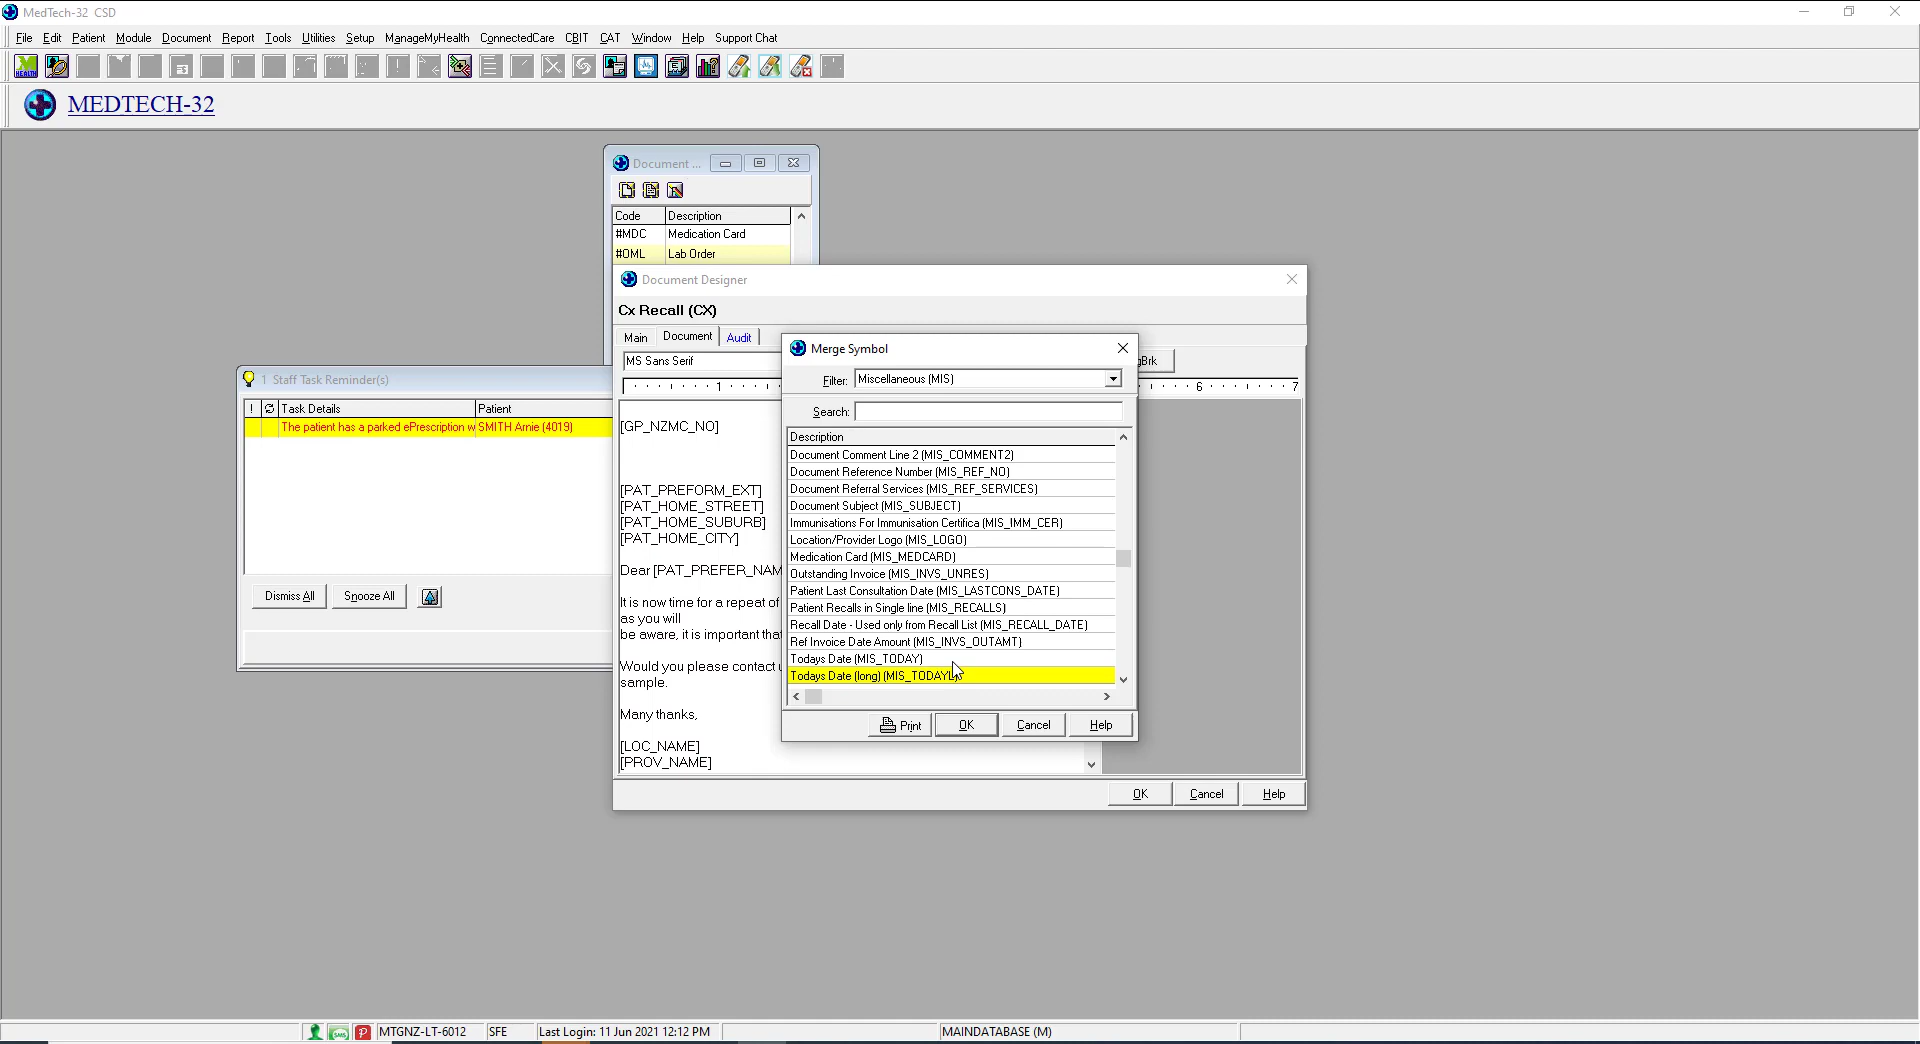 MedTech-32 CSD
File Edit Patient Module Document Report Tools Utilities Setup ManageMyHealth ConnectedCare CBIT CAT Window Help Support Chat
HEALTH
MEDTECH-32
Document ...
Code Description
#MDC Medication Card
#OML Lab Order
Document Designer
Cx Recall (CX)
Main Document Audit
MS Sans Serif
gBrk
1 6 7
[GP_NZMC_NO]
[PAT_PREFORM_EXT]
[PAT_HOME_STREET]
[PAT_HOME_SUBURB]
[PAT_HOME_CITY]
Dear [PAT_PREFER_NAM
It is now time for a repeat of
as you will
be aware, it is important that
Would you please contact u
sample.
Many thanks,
[LOC_NAME]
[PROV_NAME]
OK Cancel Help
Merge Symbol
Filter: Miscellaneous (MIS)
Search:
Description
Document Comment Line 2 (MIS_COMMENT2)
Document Reference Number (MIS_REF_NO)
Document Referral Services (MIS_REF_SERVICES)
Document Subject (MIS_SUBJECT)
Immunisations For Immunisation Certifica (MIS_IMM_CER)
Location/Provider Logo (MIS_LOGO)
Medication Card (MIS_MEDCARD)
Outstanding Invoice (MIS_INVS_UNRES)
Patient Last Consultation Date (MIS_LASTCONS_DATE)
Patient Recalls in Single line (MIS_RECALLS)
Recall Date - Used only from Recall List (MIS_RECALL_DATE)
Ref Invoice Date Amount (MIS_INVS_OUTAMT)
Todays Date (MIS_TODAY)
Todays Date (long) (MIS_TODAYL)
Print OK Cancel Help
1 Staff Task Reminder(s)
! Task Details Patient
The patient has a parked ePrescription w SMITH Arnie (4019)
Dismiss All Snooze All
SMS P MTGNZ-LT-6012 SFE Last Login: 11 Jun 2021 12:12 PM MAINDATABASE (M)